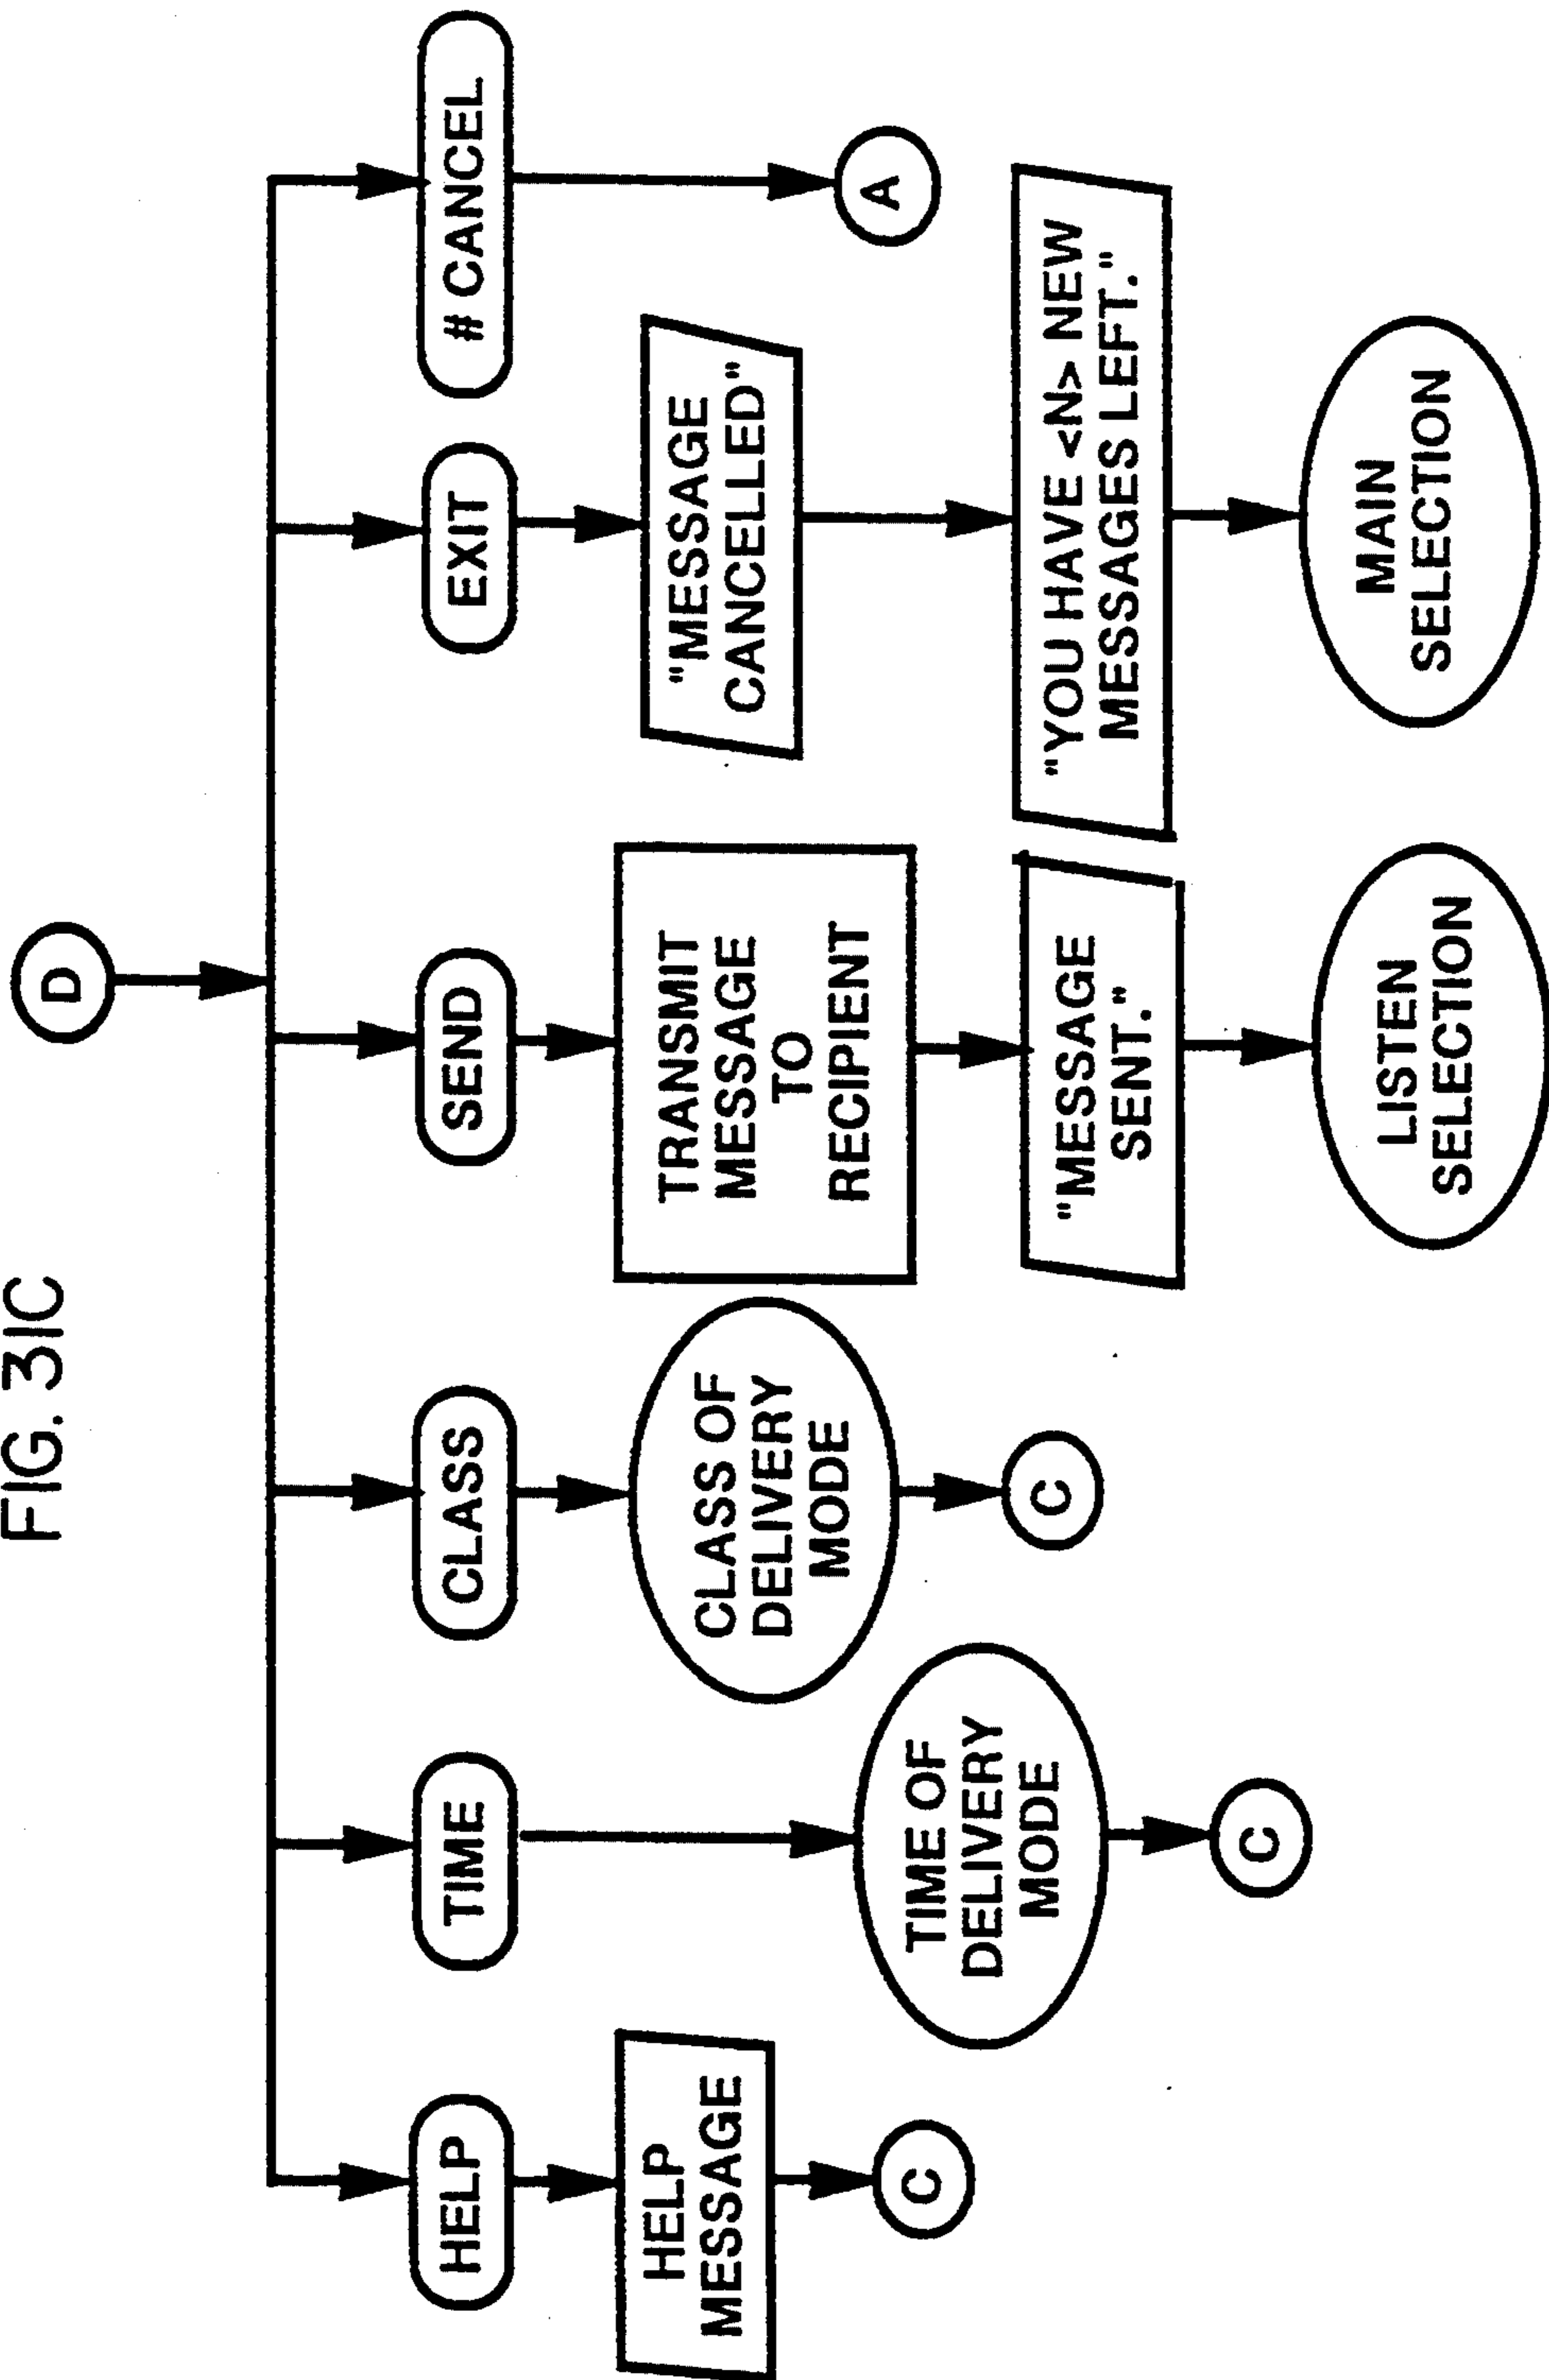 FIG. 31C
D
HELP
TIME
CLASS
SEND
EXIT
# CANCEL
HELP
MESSAGE
C
TIME OF
DELIVERY
MODE
C
CLASS OF
DELIVERY
MODE
C
TRANSMIT
MESSAGE
TO
RECIPIENT
"MESSAGE
SENT."
LISTEN
SELECTION
"MESSAGE
CANCELLED"
"YOU HAVE <N> NEW
MESSAGES LEFT."
MAIN
SELECTION
A